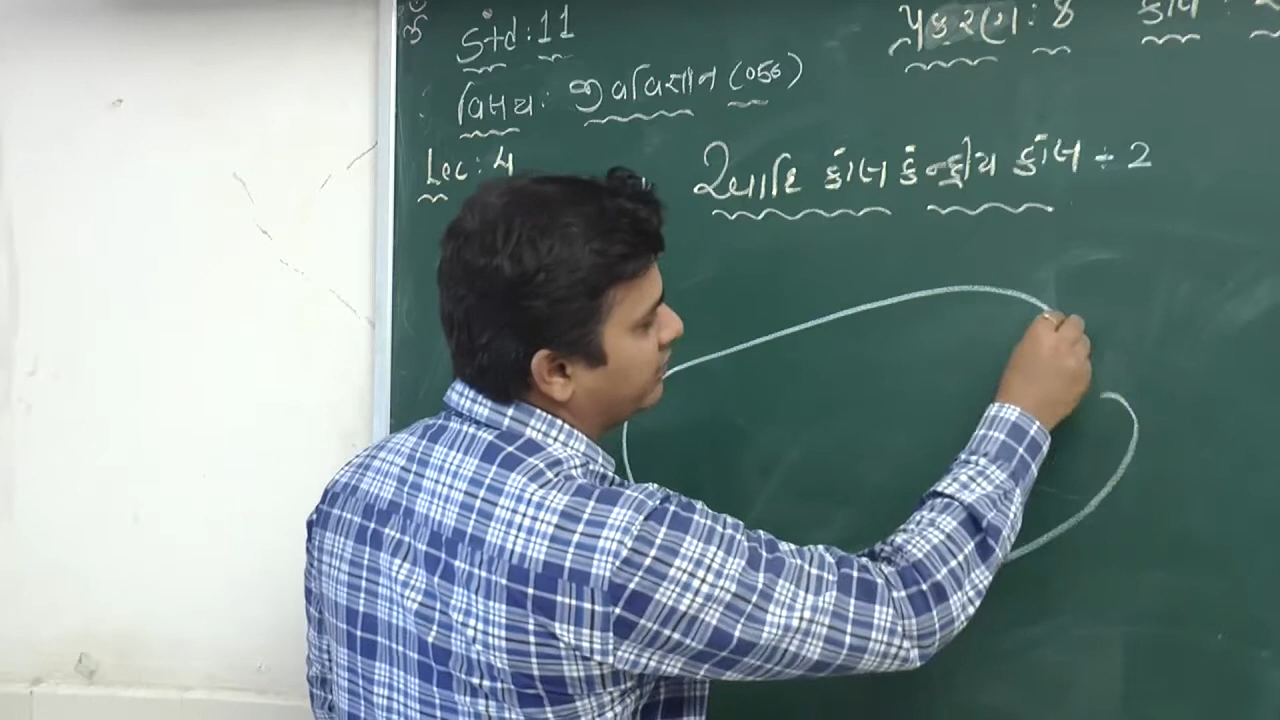 Std : 11
પ્રકરણ : 8 કોષ :
વિષય : જીવવિજ્ઞાન (056)
Lec : 4
આદિ કોષ કેન્દ્રીય કોષ ÷ 2